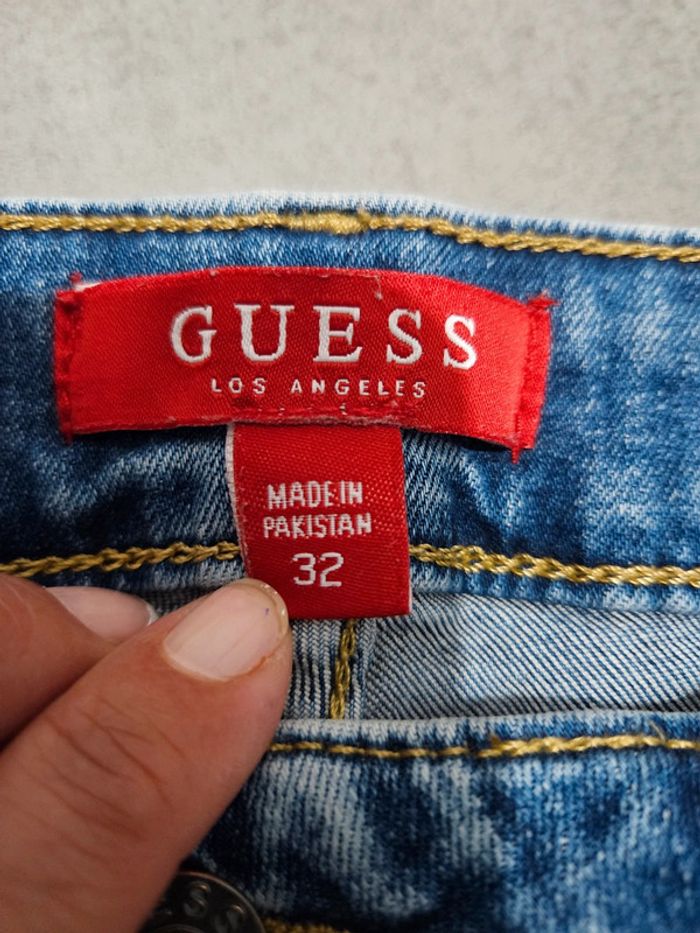 GUESS
LOS ANGELES
MADE IN
PAKISTAN
32